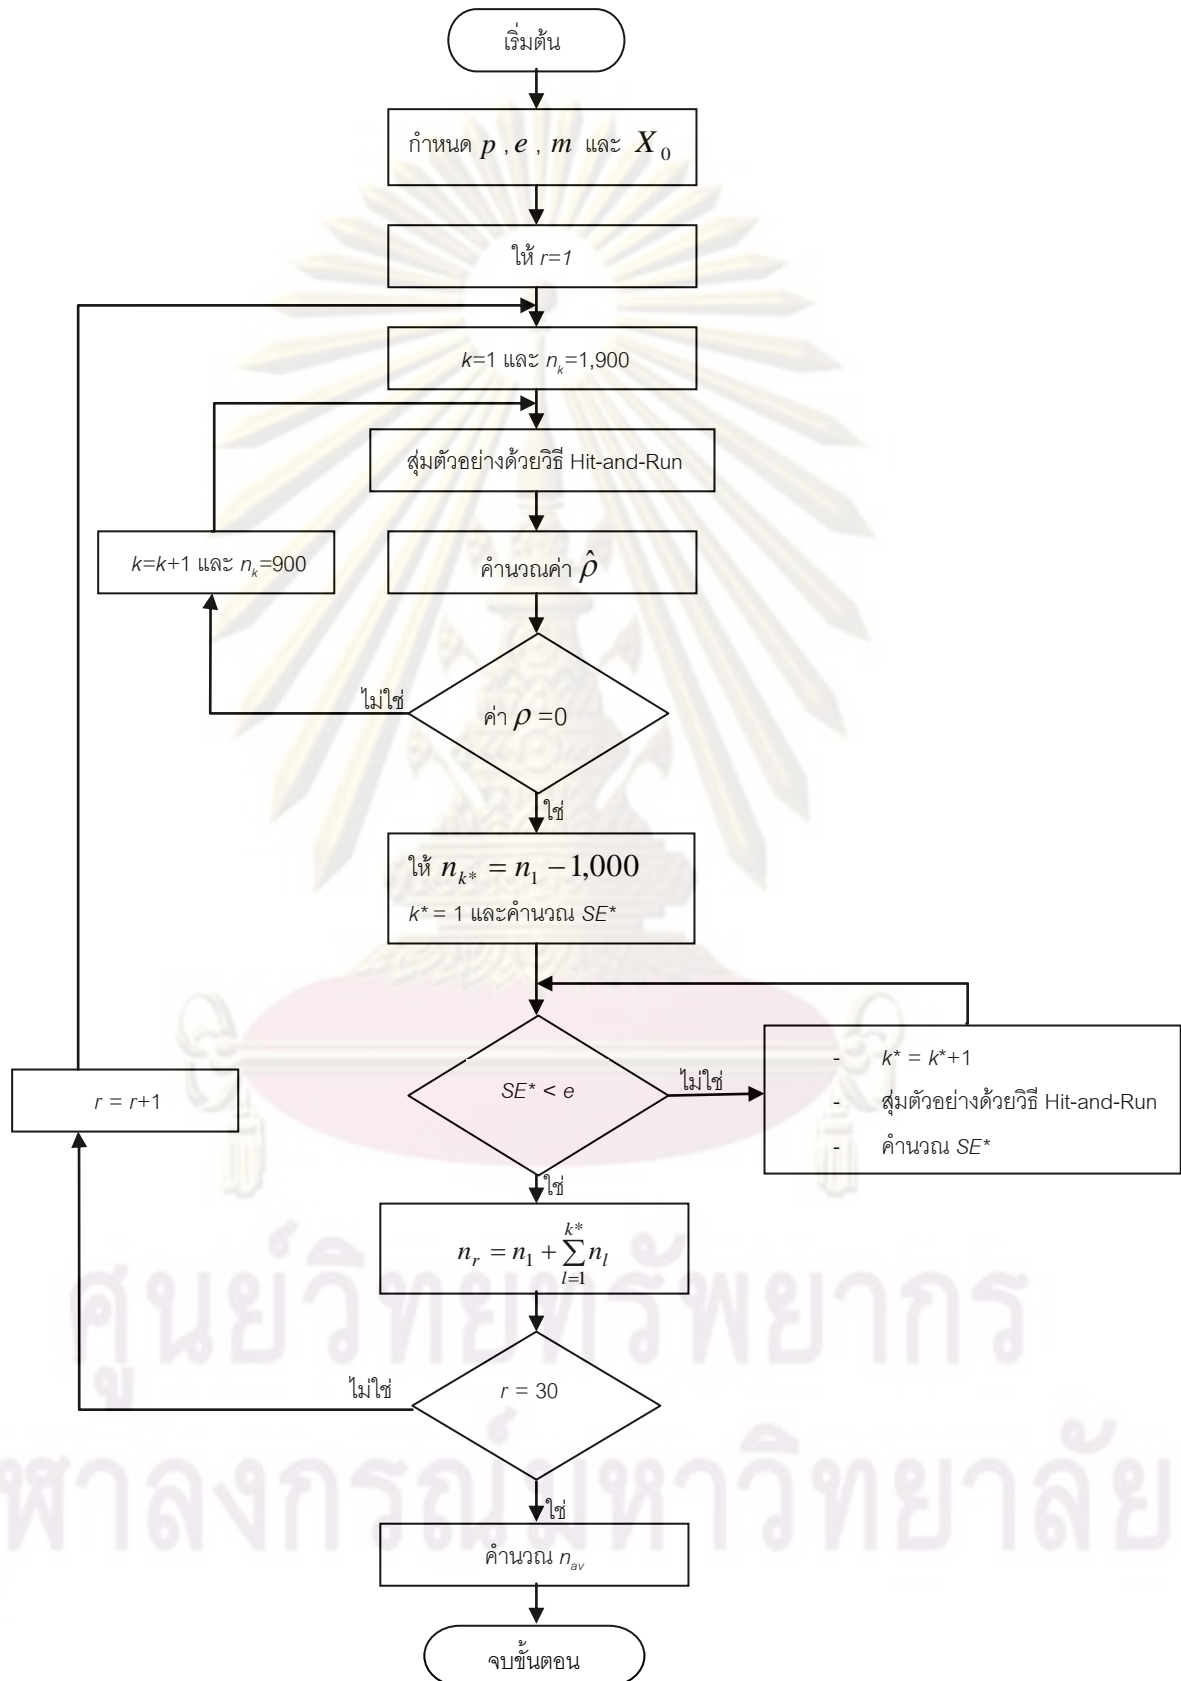 เริ่มต้น
กำหนด p , e , m และ X₀
ให้ r=1
k=1 และ nₖ=1,900
สุ่มตัวอย่างด้วยวิธี Hit-and-Run
k=k+1 และ nₖ=900
คำนวณค่า ρ̂
ไม่ใช่
ค่า ρ =0
ใช่
ให้ n_{k*} = n₁ − 1,000
k* = 1 และคำนวณ SE*
SE* < e
ไม่ใช่
- k* = k*+1
- สุ่มตัวอย่างด้วยวิธี Hit-and-Run
- คำนวณ SE*
r = r+1
ใช่
n_r = n₁ + ∑_{l=1}^{k*} n_l
ไม่ใช่
r = 30
ใช่
คำนวณ n_{av}
จบขั้นตอน
ศูนย์วิทยทรัพยากร
ฬาลงกรณ์มหาวิทยาลัย